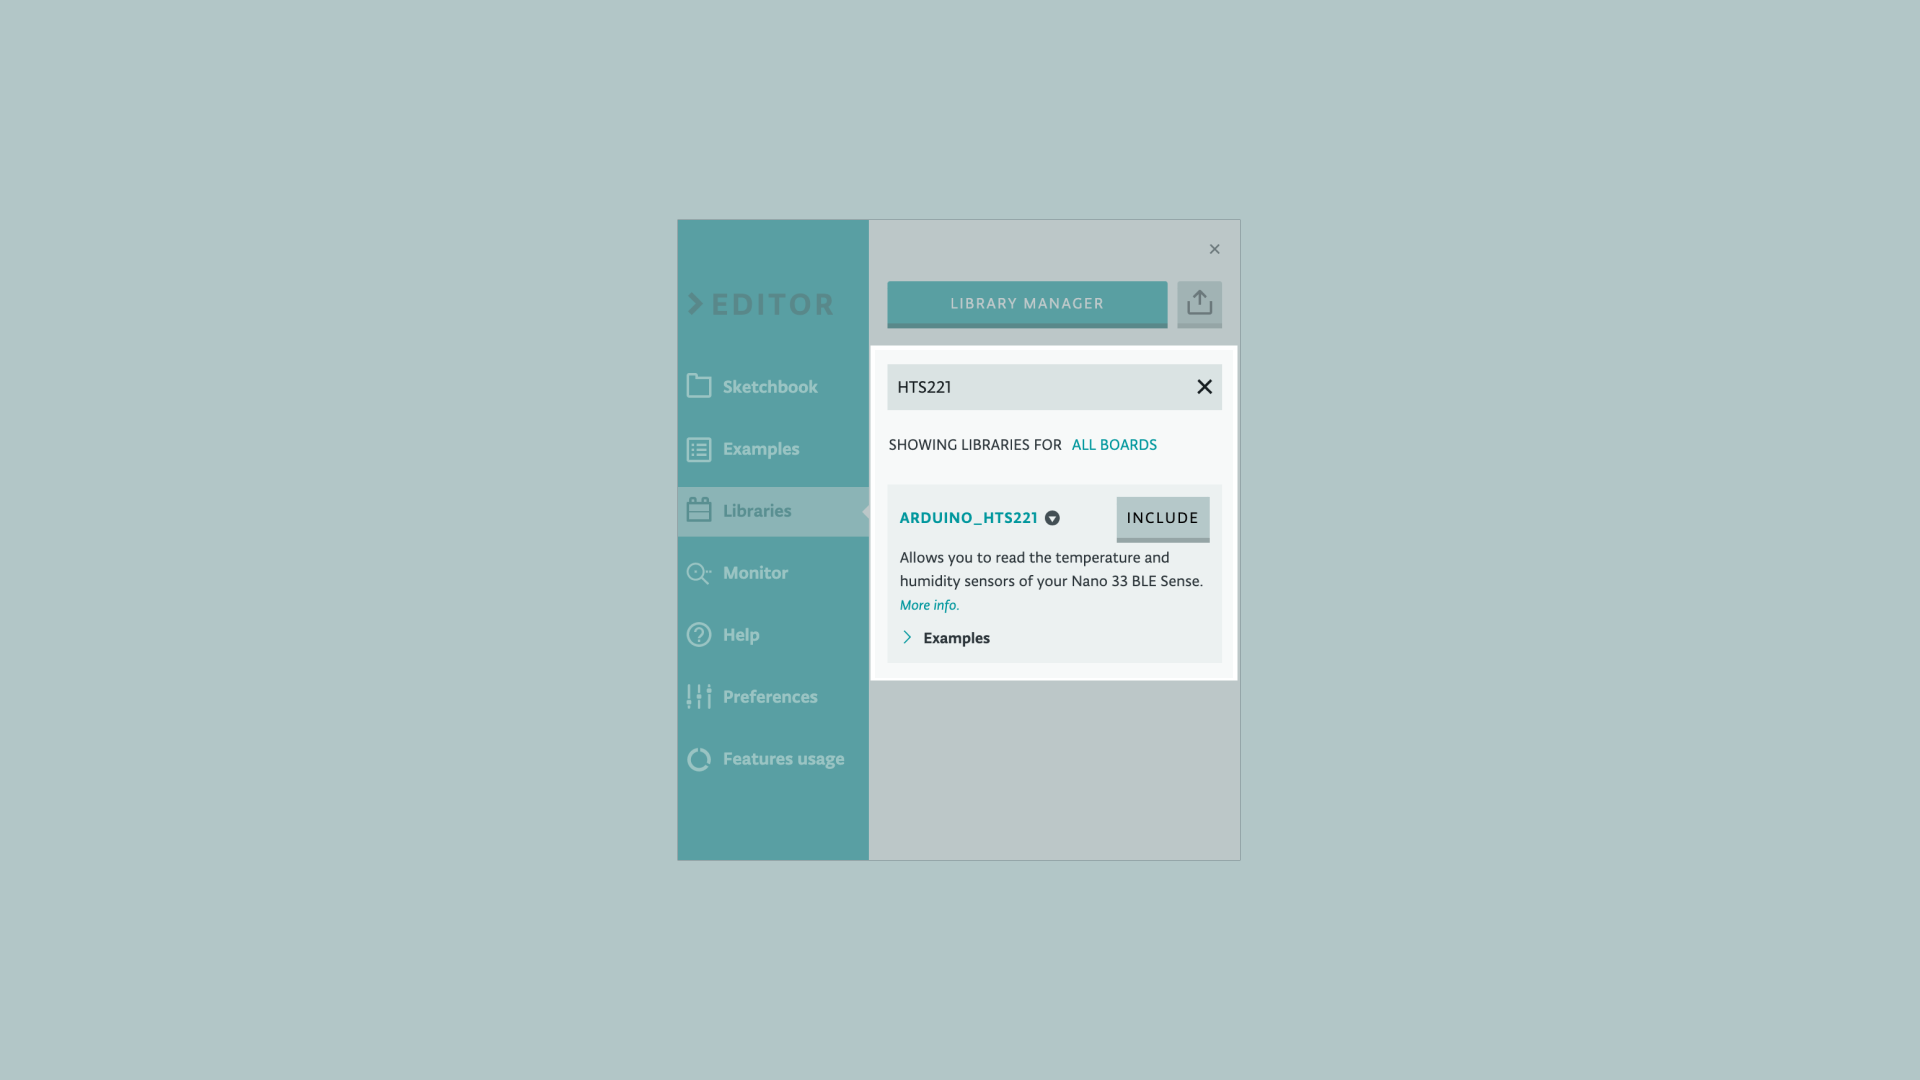 EDITOR
Sketchbook
Examples
Libraries
Monitor
Help
Preferences
Features usage
LIBRARY MANAGER
HTS221
SHOWING LIBRARIES FOR ALL BOARDS
ARDUINO_HTS221
INCLUDE
Allows you to read the temperature and
humidity sensors of your Nano 33 BLE Sense.
More info.
Examples